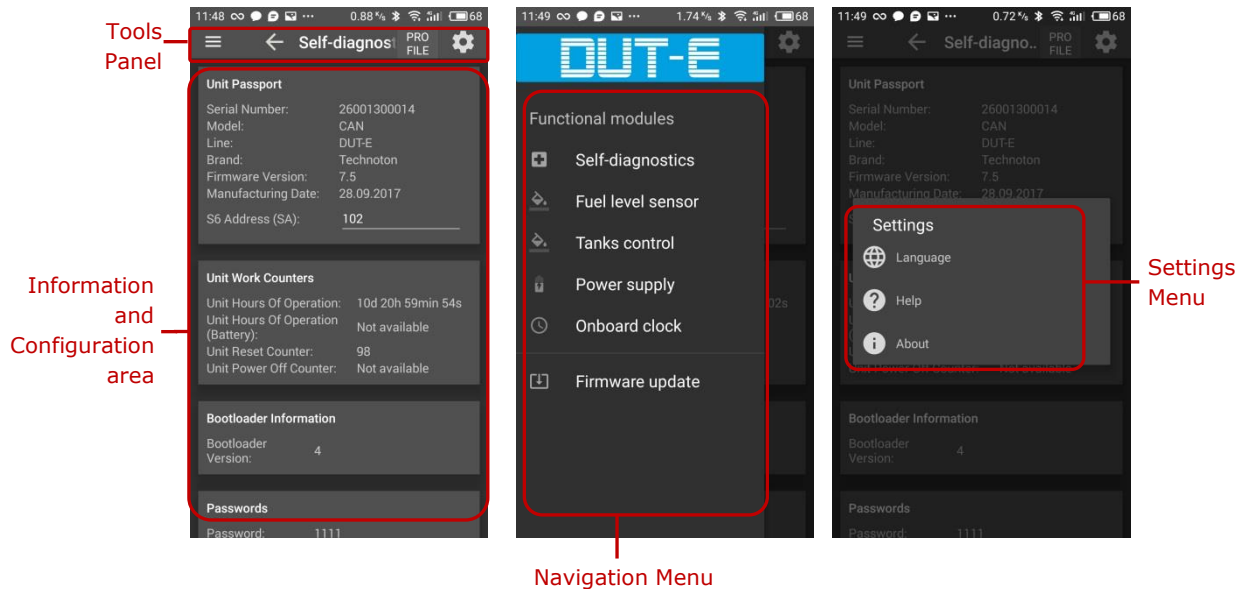 Tools
Panel
11:48 ··· 0.88 ᴷ/s 68
Self-diagnost
PRO
FILE
Unit Passport
Serial Number: 26001300014
Model: CAN
Line: DUT-E
Brand: Technoton
Firmware Version: 7.5
Manufacturing Date: 28.09.2017
S6 Address (SA): 102
Information
and
Configuration
area
Unit Work Counters
Unit Hours Of Operation: 10d 20h 59min 54s
Unit Hours Of Operation
(Battery): Not available
Unit Reset Counter: 98
Unit Power Off Counter: Not available
Bootloader Information
Bootloader
Version: 4
Passwords
Password: 1111
11:49 ··· 1.74 ᴷ/s 68
DUT-E
Functional modules
Self-diagnostics
Fuel level sensor
Tanks control
Power supply
Onboard clock
Firmware update
02s
Navigation Menu
11:49 ··· 0.72 ᴷ/s 68
Self-diagno..
PRO
FILE
Unit Passport
Serial Number: 26001300014
Model: CAN
Line: DUT-E
Brand: Technoton
Firmware Version: 7.5
Manufacturing Date: 28.09.2017
Settings
Language
Help
About
Unit Power Off Counter: Not available
Bootloader Information
Bootloader
Version: 4
Passwords
Password: 1111
Settings
Menu